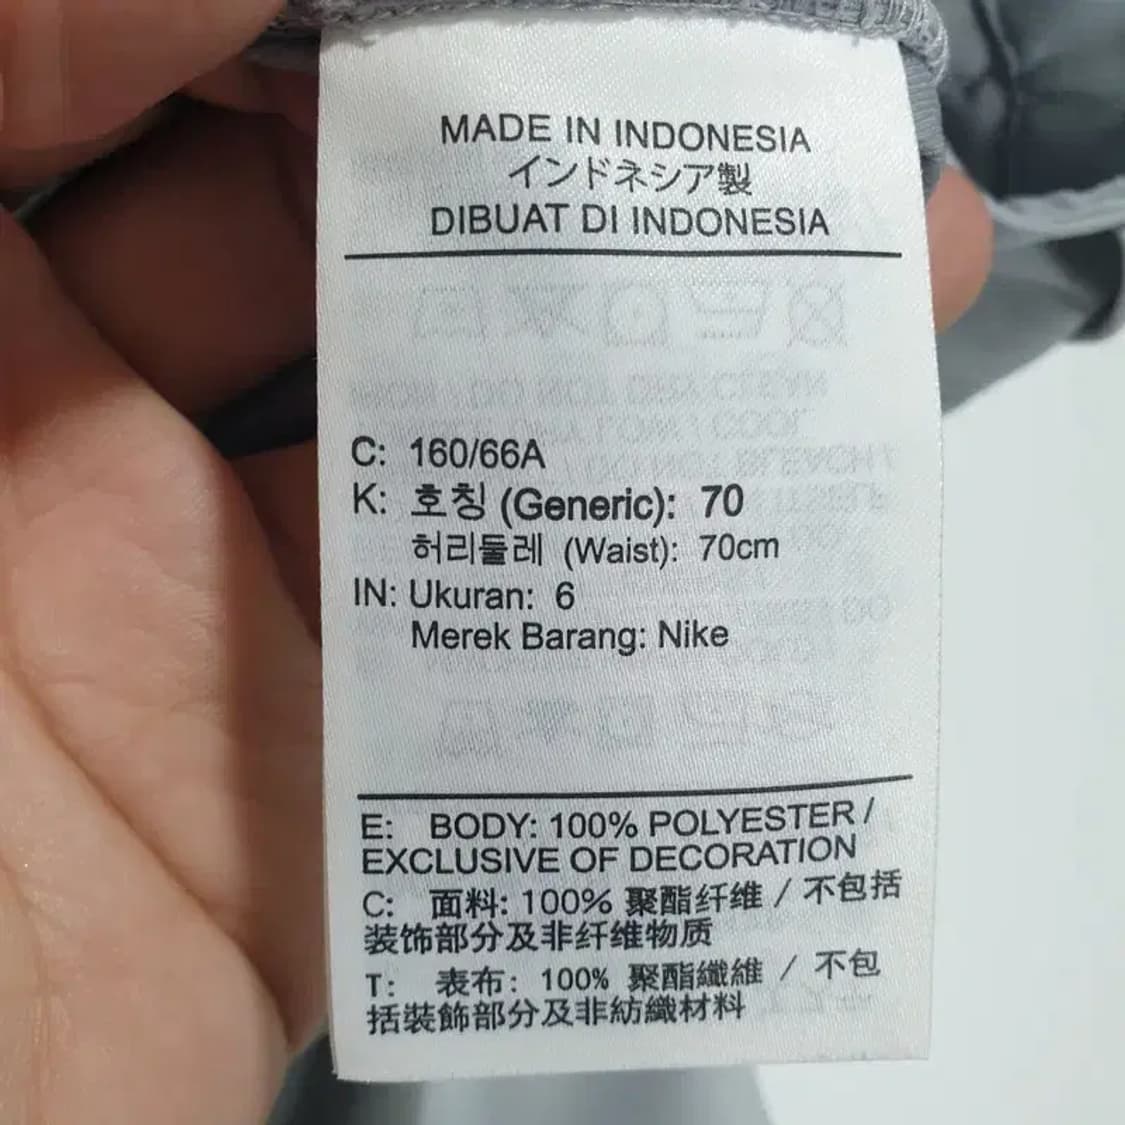 MADE IN INDONESIA
インドネシア製
DIBUAT DI INDONESIA
C: 160/66A
K: 호칭 (Generic): 70
허리둘레 (Waist): 70cm
IN: Ukuran: 6
Merek Barang: Nike
E: BODY: 100% POLYESTER /
EXCLUSIVE OF DECORATION
C: 面料: 100% 聚酯纤维 / 不包括
装饰部分及非纤维物质
T: 表布: 100% 聚酯纖維 / 不包
括裝飾部分及非紡織材料